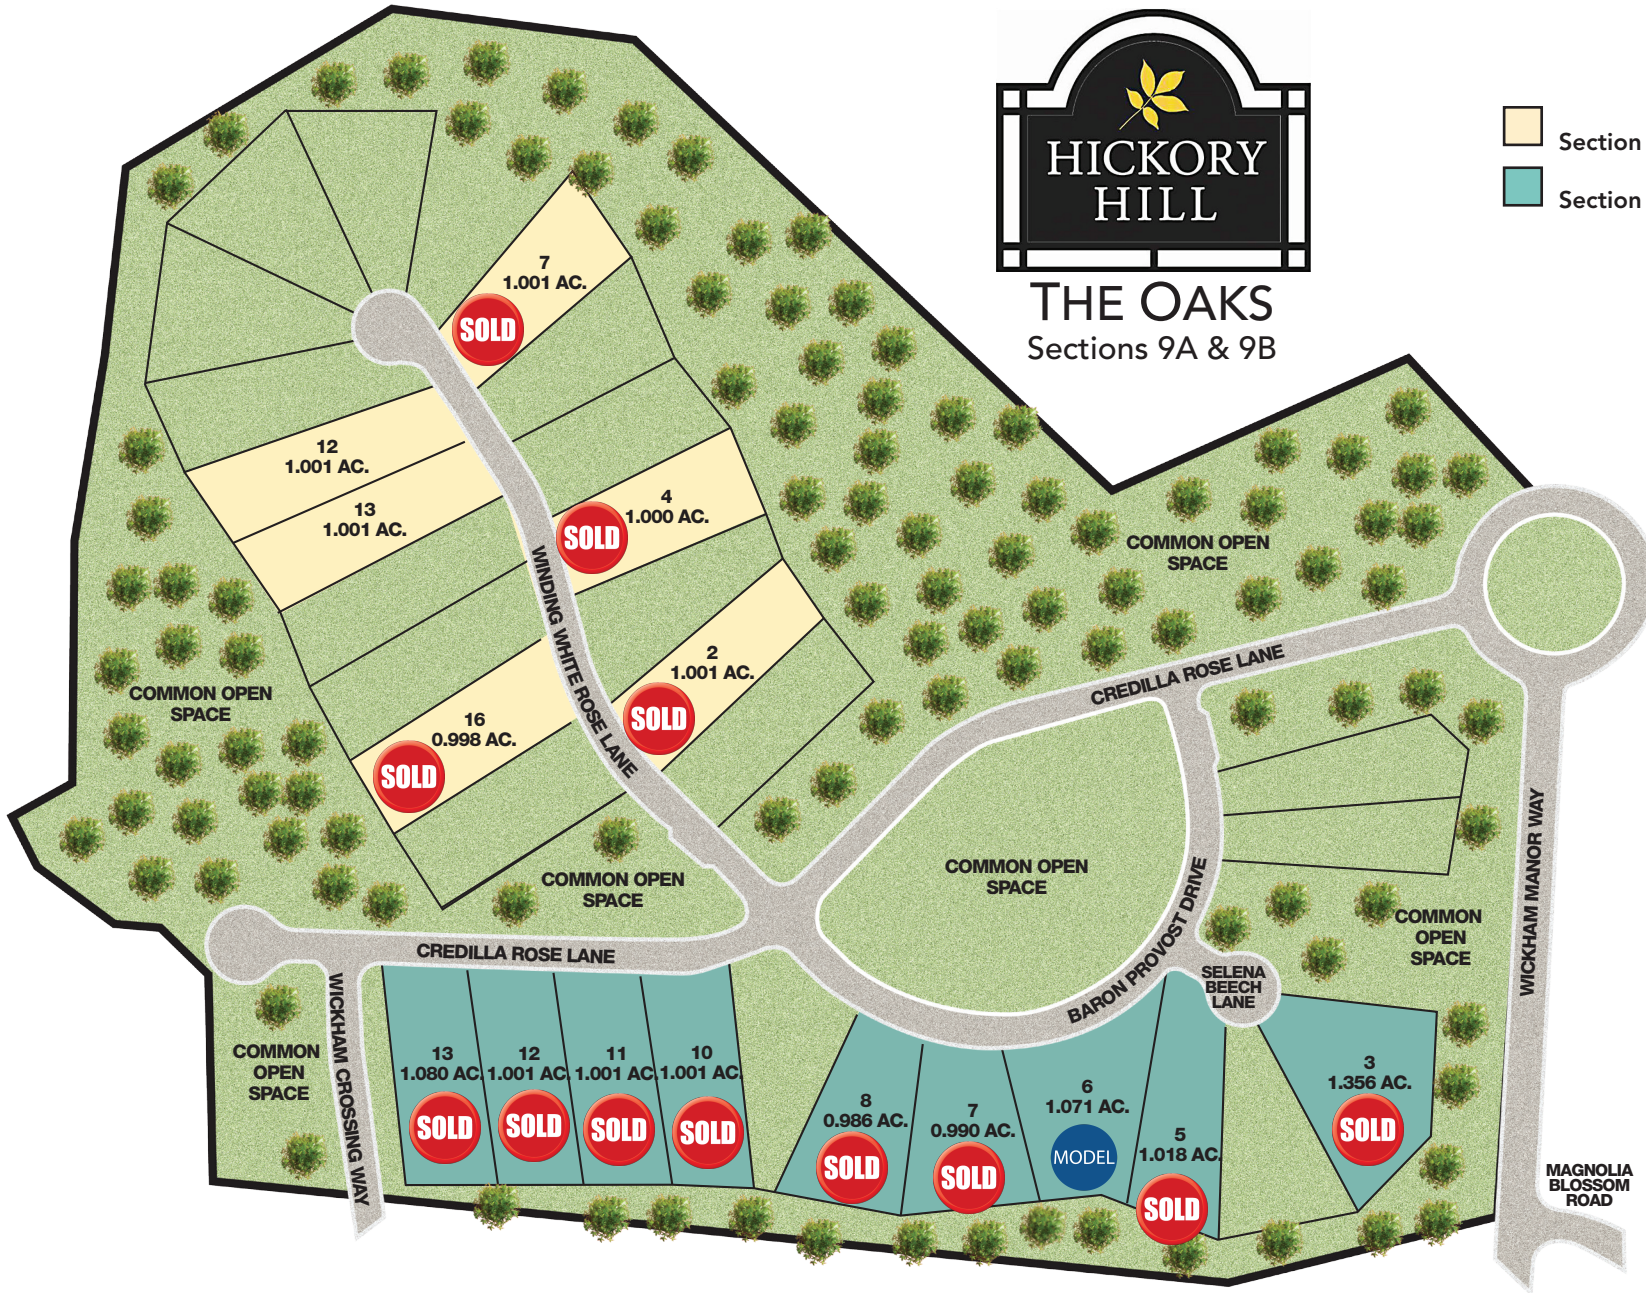 HICKORY
HILL
THE OAKS
Sections 9A & 9B
Section
Section
7
1.001 AC.
SOLD
12
1.001 AC.
13
1.001 AC.
4
1.000 AC.
SOLD
WINDING WHITE ROSE LANE
2
1.001 AC.
SOLD
16
0.998 AC.
SOLD
COMMON OPEN
SPACE
COMMON OPEN
SPACE
CREDILLA ROSE LANE
COMMON OPEN
SPACE
COMMON OPEN
SPACE
BARON PROVOST DRIVE
WICKHAM MANOR WAY
COMMON
OPEN
SPACE
SELENA
BEECH
LANE
CREDILLA ROSE LANE
WICKHAM CROSSING WAY
COMMON
OPEN
SPACE
13
1.080 AC.
SOLD
12
1.001 AC.
SOLD
11
1.001 AC.
SOLD
10
1.001 AC.
SOLD
8
0.986 AC.
SOLD
7
0.990 AC.
SOLD
6
1.071 AC.
MODEL
5
1.018 AC.
SOLD
3
1.356 AC.
SOLD
MAGNOLIA
BLOSSOM
ROAD